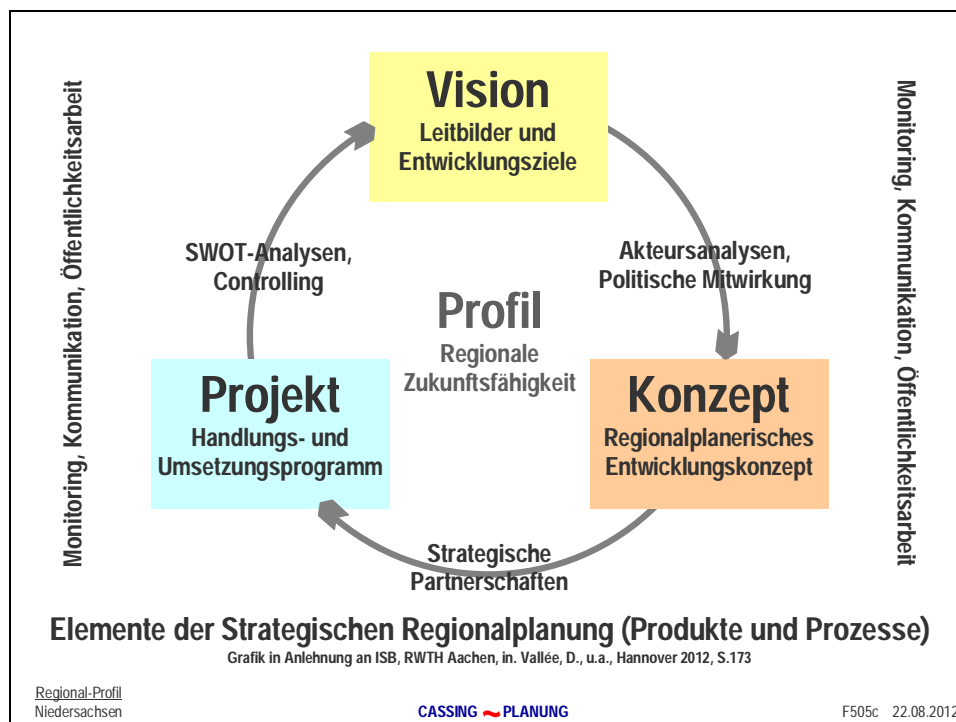 Vision
Leitbilder und
Entwicklungsziele
Monitoring, Kommunikation, Öffentlichkeitsarbeit
Monitoring, Kommunikation, Öffentlichkeitsarbeit
SWOT-Analysen,
Controlling
Akteursanalysen,
Politische Mitwirkung
Profil
Regionale
Zukunftsfähigkeit
Projekt
Handlungs- und
Umsetzungsprogramm
Konzept
Regionalplanerisches
Entwicklungskonzept
Strategische
Partnerschaften
Elemente der Strategischen Regionalplanung (Produkte und Prozesse)
Grafik in Anlehnung an ISB, RWTH Aachen, in. Vallée, D., u.a., Hannover 2012, S.173
Regional-Profil
Niedersachsen
CASSING PLANUNG
F505c 22.08.2012